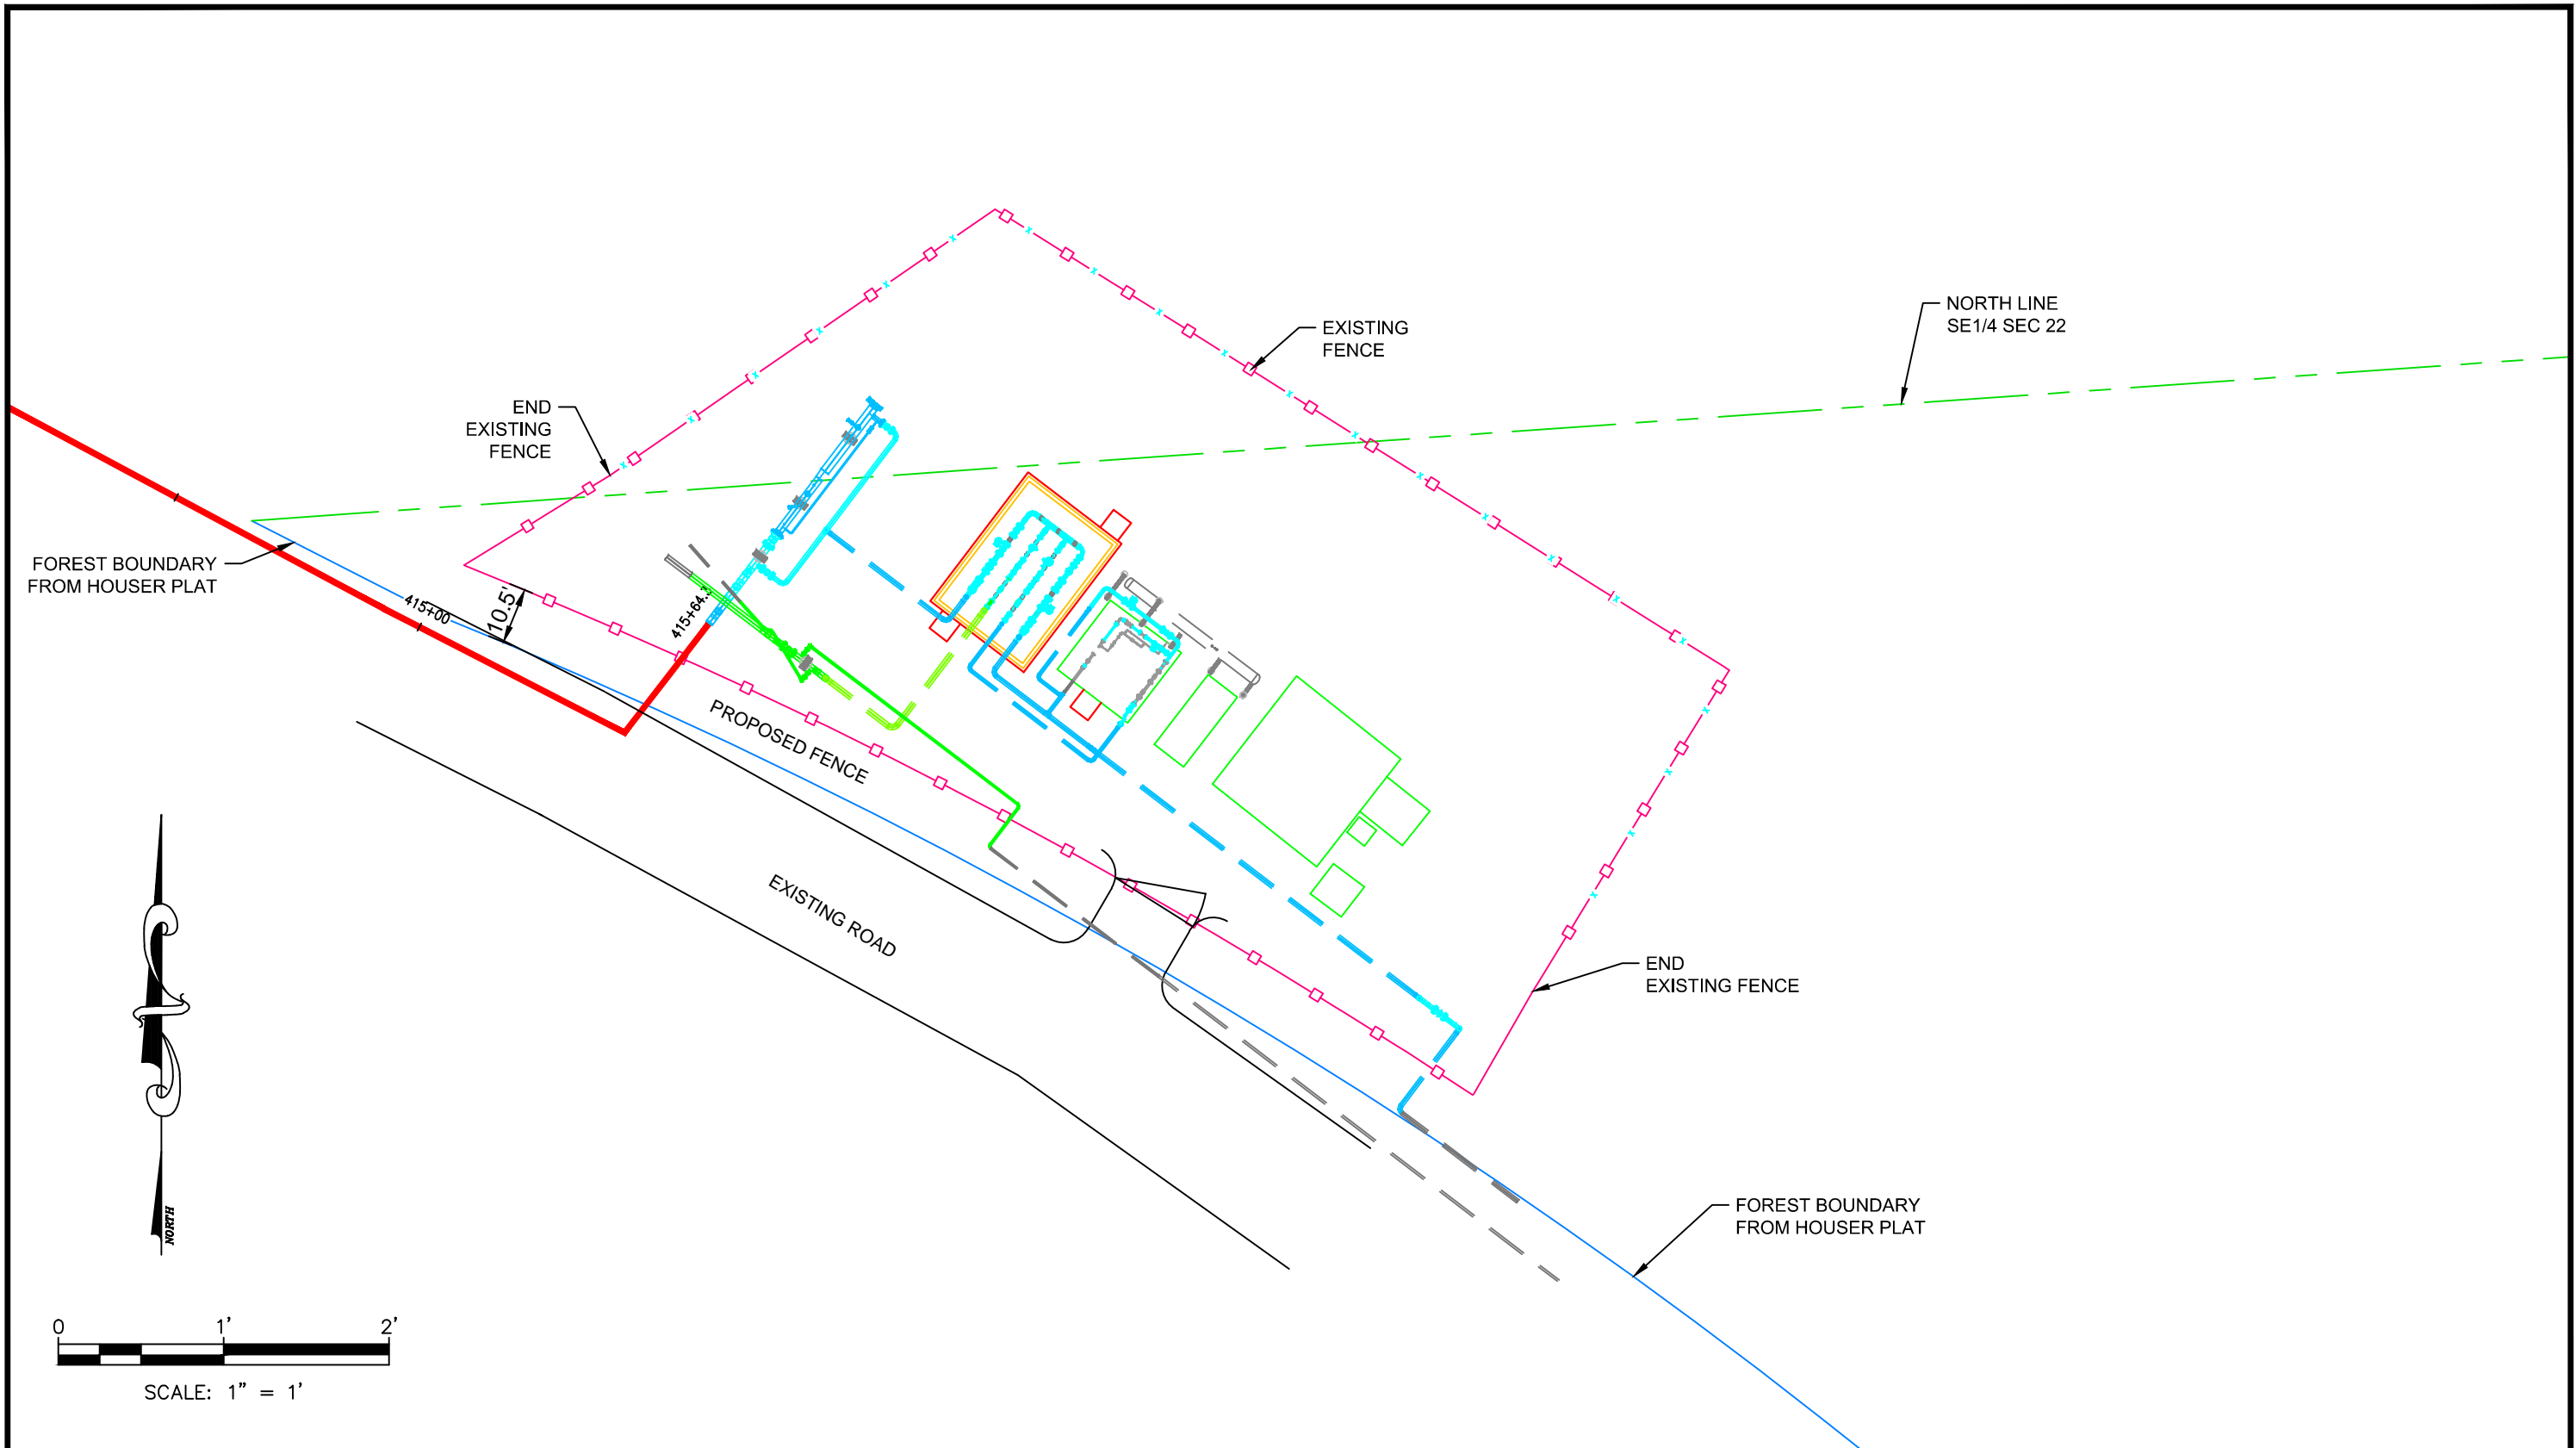 EXISTING
FENCE
NORTH LINE
SE1/4 SEC 22
END
EXISTING
FENCE
FOREST BOUNDARY
FROM HOUSER PLAT
415+00
10.5'
415+64.
PROPOSED FENCE
EXISTING ROAD
END
EXISTING FENCE
FOREST BOUNDARY
FROM HOUSER PLAT
NORTH
0 1' 2'
SCALE: 1" = 1'